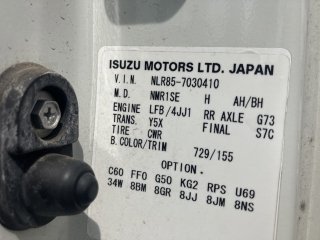 ISUZU MOTORS LTD. JAPAN
V.I.N. NLR85-7030410
M.D. NMR1SE H AH/BH
ENGINE LFB/4JJ1 RR AXLE G73
TRANS. Y5X FINAL S7C
TIRE CWR
B.COLOR/TRIM 729/155
OPTION.
C60 FF0 G50 KG2 RPS U69
34W 8BM 8GR 8JJ 8JM 8NS